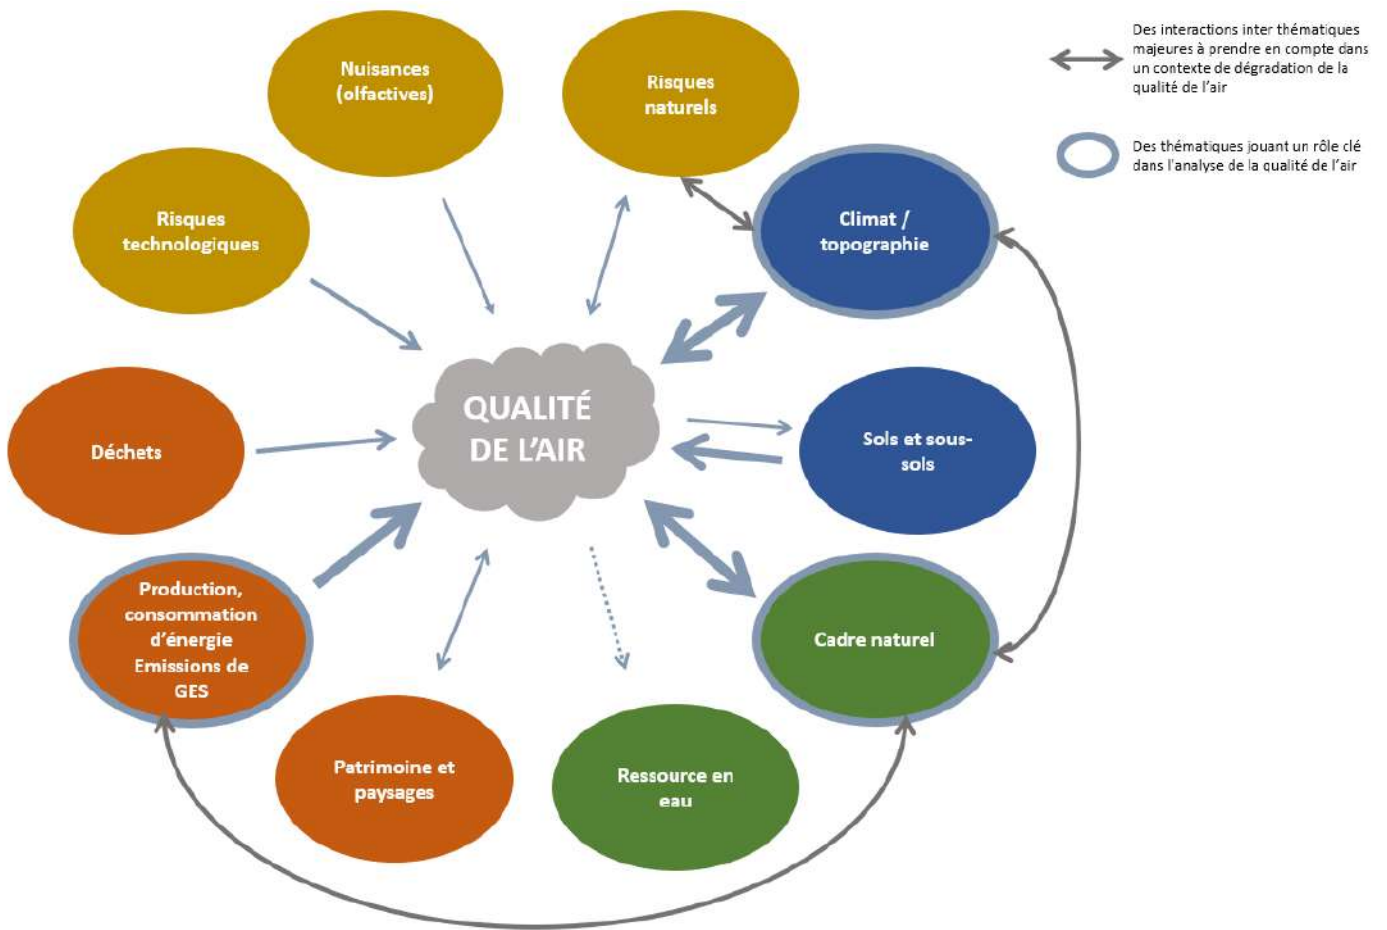 Des interactions inter thématiques
majeures à prendre en compte dans
un contexte de dégradation de la
qualité de l'air
Des thématiques jouant un rôle clé
dans l'analyse de la qualité de l'air
Nuisances
(olfactives)
Risques
naturels
Risques
technologiques
Climat /
topographie
QUALITÉ
DE L'AIR
Déchets
Sols et sous-
sols
Production,
consommation
d'énergie
Emissions de
GES
Cadre naturel
Patrimoine et
paysages
Ressource en
eau